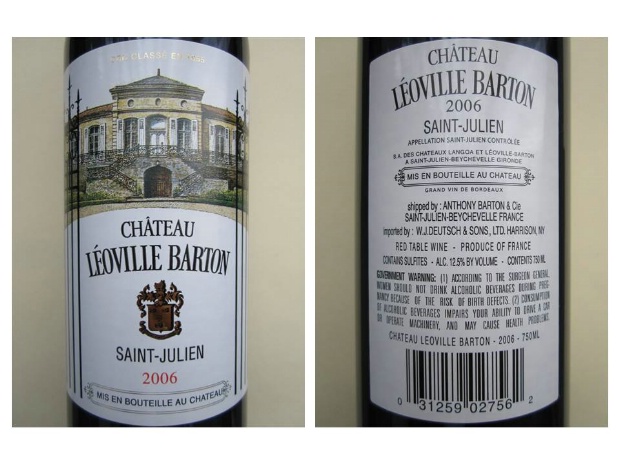 CHÂTEAU
LÉOVILLE BARTON
SAINT-JULIEN
2006
MIS EN BOUTEILLE AU CHATEAU
CHÂTEAU
LÉOVILLE BARTON
2006
SAINT-JULIEN
APPELLATION SAINT-JULIEN CONTRÔLÉE
S.A. DES CHATEAUX LANGOA ET LÉOVILLE-BARTON
A SAINT-JULIEN-BEYCHEVELLE GIRONDE
MIS EN BOUTEILLE AU CHATEAU
GRAND VIN DE BORDEAUX
shipped by : ANTHONY BARTON & Cie
SAINT-JULIEN-BEYCHEVELLE FRANCE
imported by : W.J.DEUTSCH & SONS, LTD. HARRISON, NY
RED TABLE WINE - PRODUCE OF FRANCE
CONTAINS SULFITES - ALC. 12.5% BY VOLUME - CONTENTS 750 ML
GOVERNMENT WARNING: (1) ACCORDING TO THE SURGEON GENERAL,
WOMEN SHOULD NOT DRINK ALCOHOLIC BEVERAGES DURING PREG-
NANCY BECAUSE OF THE RISK OF BIRTH DEFECTS. (2) CONSUMPTION
OF ALCOHOLIC BEVERAGES IMPAIRS YOUR ABILITY TO DRIVE A CAR
OR OPERATE MACHINERY, AND MAY CAUSE HEALTH PROBLEMS.
CHATEAU LEOVILLE BARTON - 2006 - 750ML
0 31259 02756 2